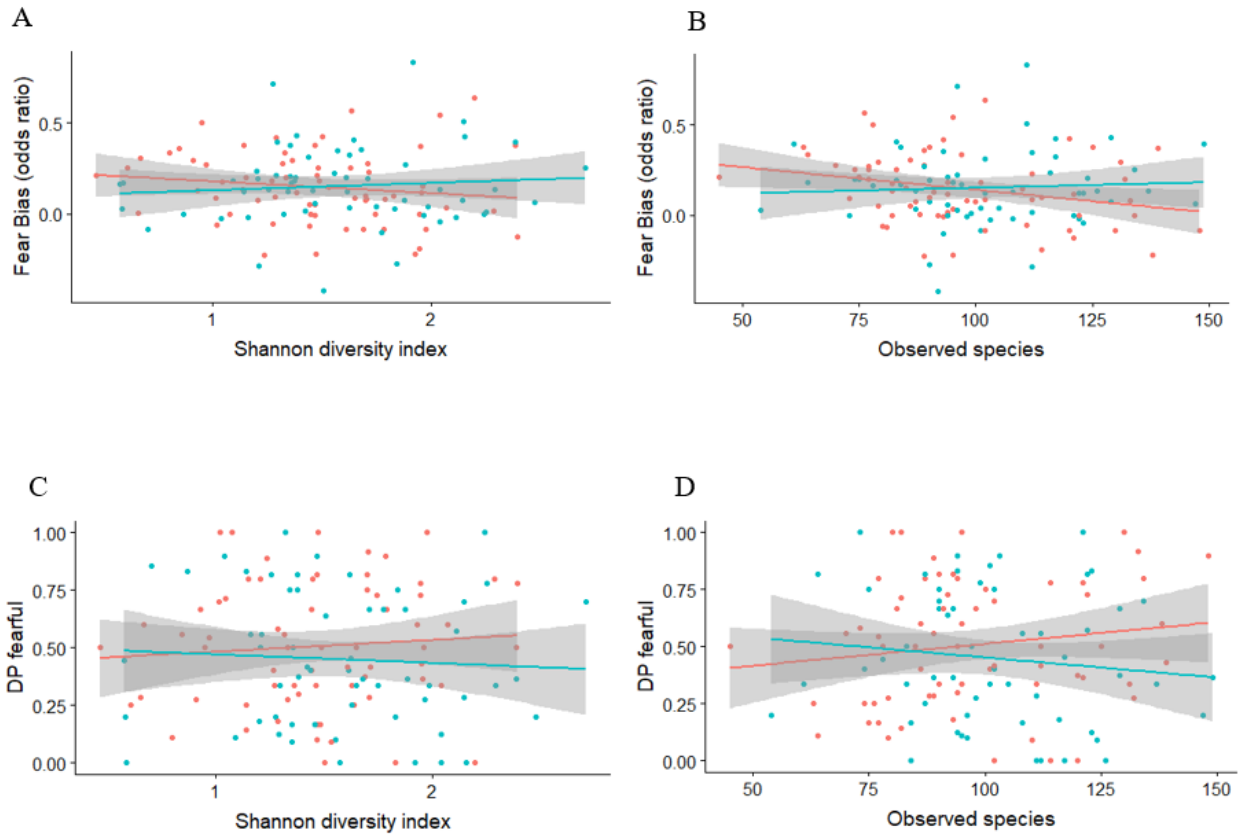 A
B
Fear Bias (odds ratio)
0.5
0.0
1
2
Shannon diversity index
Fear Bias (odds ratio)
0.5
0.0
50
75
100
125
150
Observed species
C
D
DP fearful
1.00
0.75
0.50
0.25
0.00
1
2
Shannon diversity index
DP fearful
1.00
0.75
0.50
0.25
0.00
50
75
100
125
150
Observed species